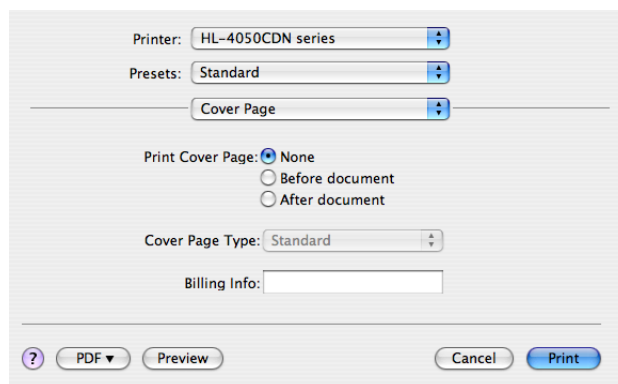 Printer: HL-4050CDN series
Presets: Standard
Cover Page
Print Cover Page: None
Before document
After document
Cover Page Type: Standard
Billing Info:
? PDF ▼ Preview Cancel Print